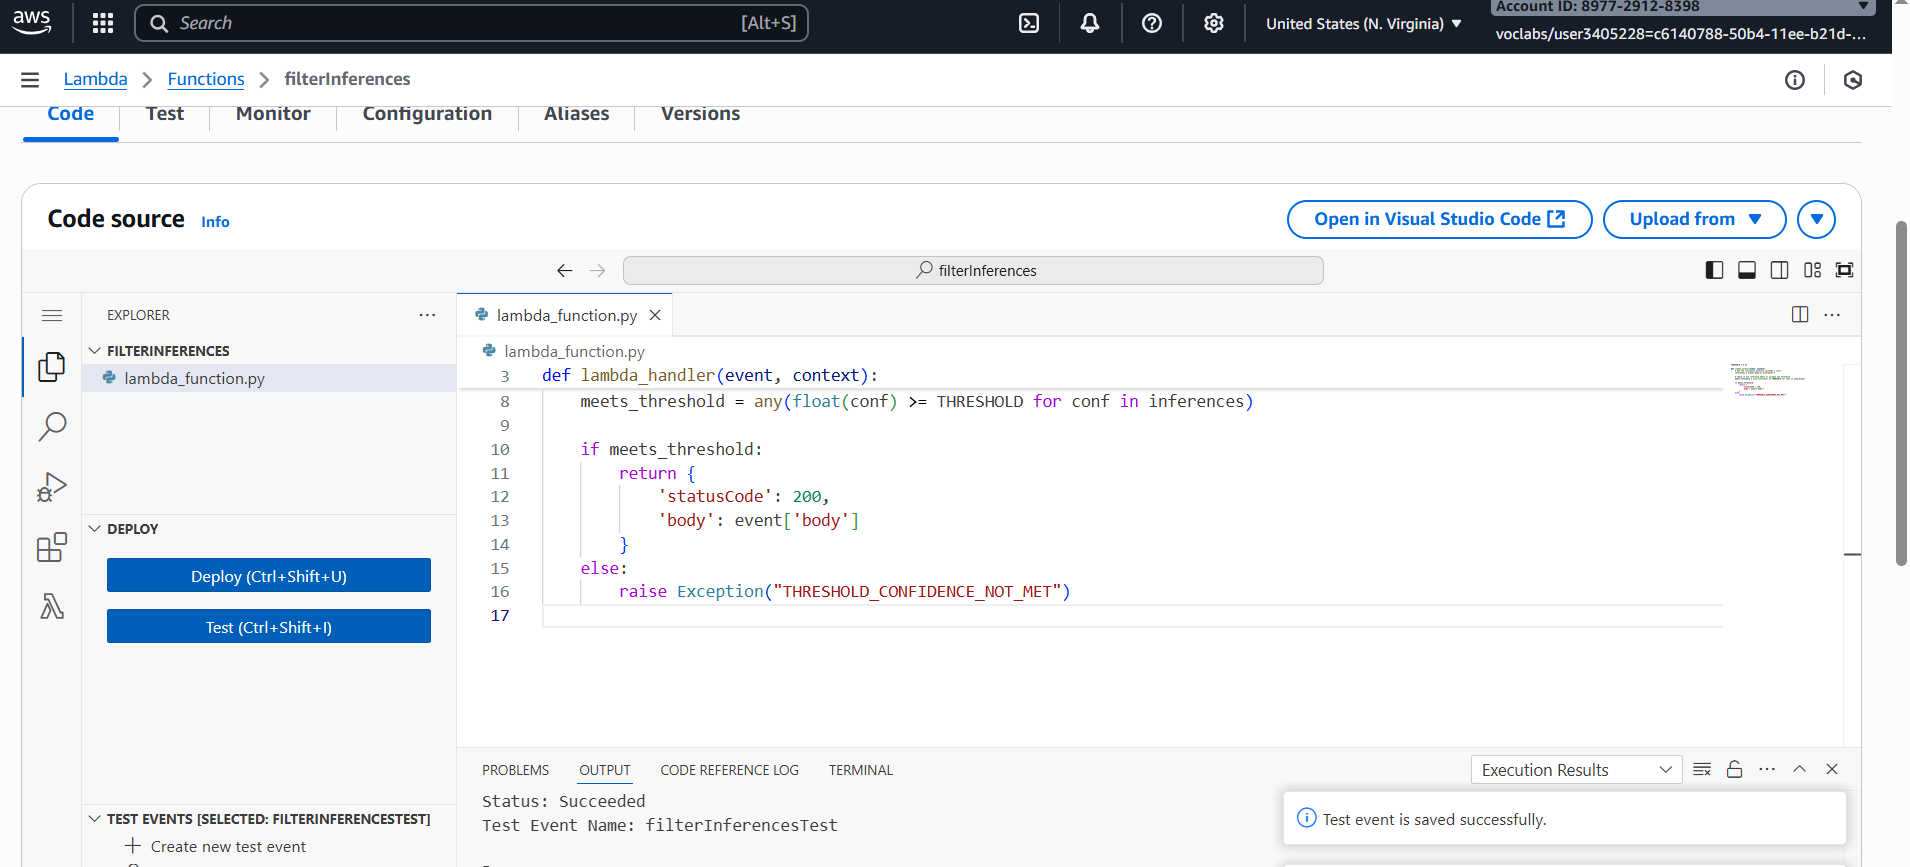 aws
Search [Alt+S]
United States (N. Virginia)
Account ID: 8977-2912-8398
voclabs/user3405228=c6140788-50b4-11ee-b21d-...
Lambda
Functions
filterInferences
Code
Test
Monitor
Configuration
Aliases
Versions
Code source Info
Open in Visual Studio Code
Upload from
filterInferences
EXPLORER
FILTERINFERENCES
lambda_function.py
DEPLOY
Deploy (Ctrl+Shift+U)
Test (Ctrl+Shift+I)
TEST EVENTS [SELECTED: FILTERINFERENCESTEST]
Create new test event
lambda_function.py
lambda_function.py
3 def lambda_handler(event, context):
8 meets_threshold = any(float(conf) >= THRESHOLD for conf in inferences)
9
10 if meets_threshold:
11 return {
12 'statusCode': 200,
13 'body': event['body']
14 }
15 else:
16 raise Exception("THRESHOLD_CONFIDENCE_NOT_MET")
17
PROBLEMS
OUTPUT
CODE REFERENCE LOG
TERMINAL
Execution Results
Status: Succeeded
Test Event Name: filterInferencesTest
Test event is saved successfully.